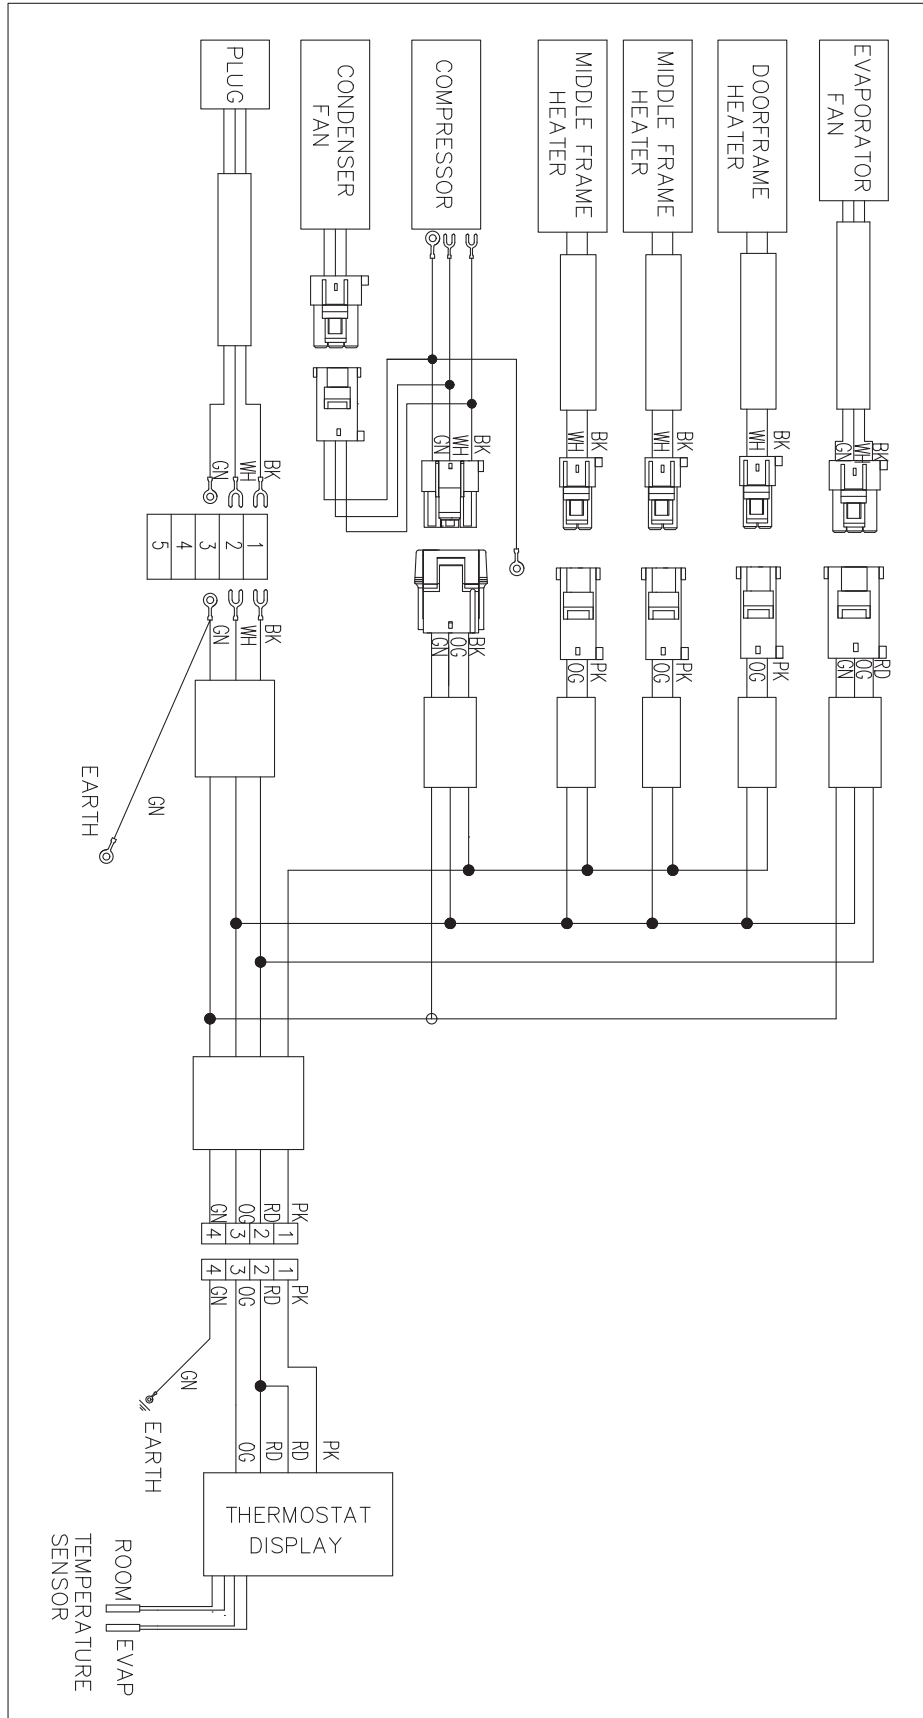 PLUG
CONDENSER
FAN
COMPRESSOR
MIDDLE FRAME
HEATER
MIDDLE FRAME
HEATER
DOORFRAME
HEATER
EVAPORATOR
FAN
GN
WH
BK
GN
WH
BK
WH
BK
WH
BK
WH
BK
GN
WH
BK
5
4
3
2
1
GN
WH
BK
GN
OG
BK
OG
PK
OG
PK
OG
PK
GN
OG
RD
EARTH
GN
GN
OG
RD
PK
4
3
2
1
4
3
2
1
GN
OG
RD
PK
GN
EARTH
OG
RD
RD
PK
THERMOSTAT
DISPLAY
ROOM
EVAP
TEMPERATURE
SENSOR